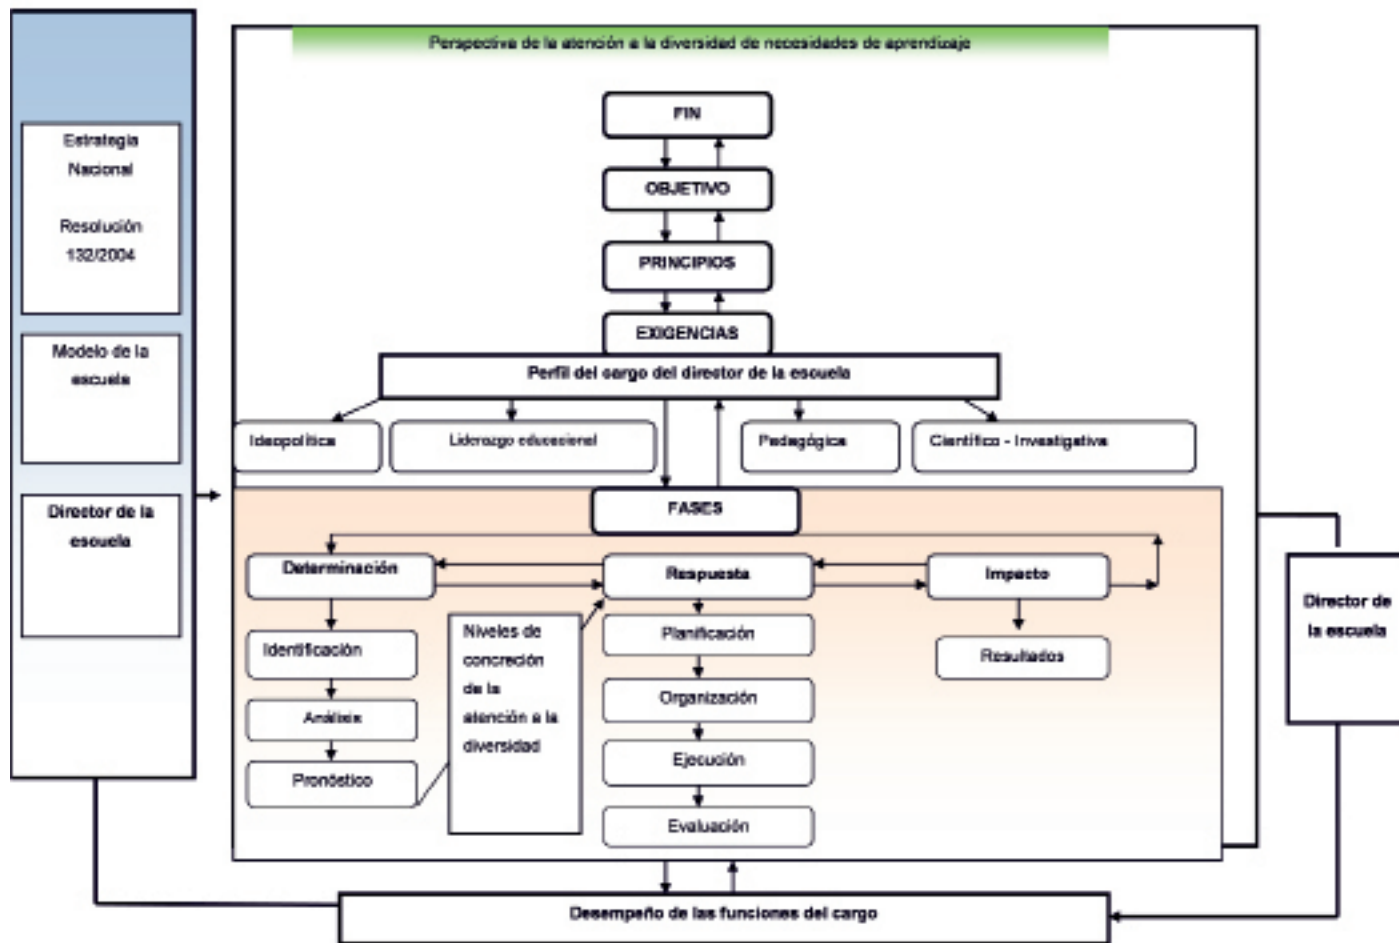 Perspectiva de la atención a la diversidad de necesidades de aprendizaje
Estrategia
Nacional
Resolución
132/2004
Modelo de la
escuela
Director de la
escuela
FIN
OBJETIVO
PRINCIPIOS
EXIGENCIAS
Perfil del cargo del director de la escuela
Ideopolítica
Liderazgo educacional
Pedagógica
Científico - Investigativa
FASES
Determinación
Respuesta
Impacto
Identificación
Análisis
Pronóstico
Niveles de
concreción
de la
atención a la
diversidad
Planificación
Organización
Ejecución
Evaluación
Resultados
Director de
la escuela
Desempeño de las funciones del cargo